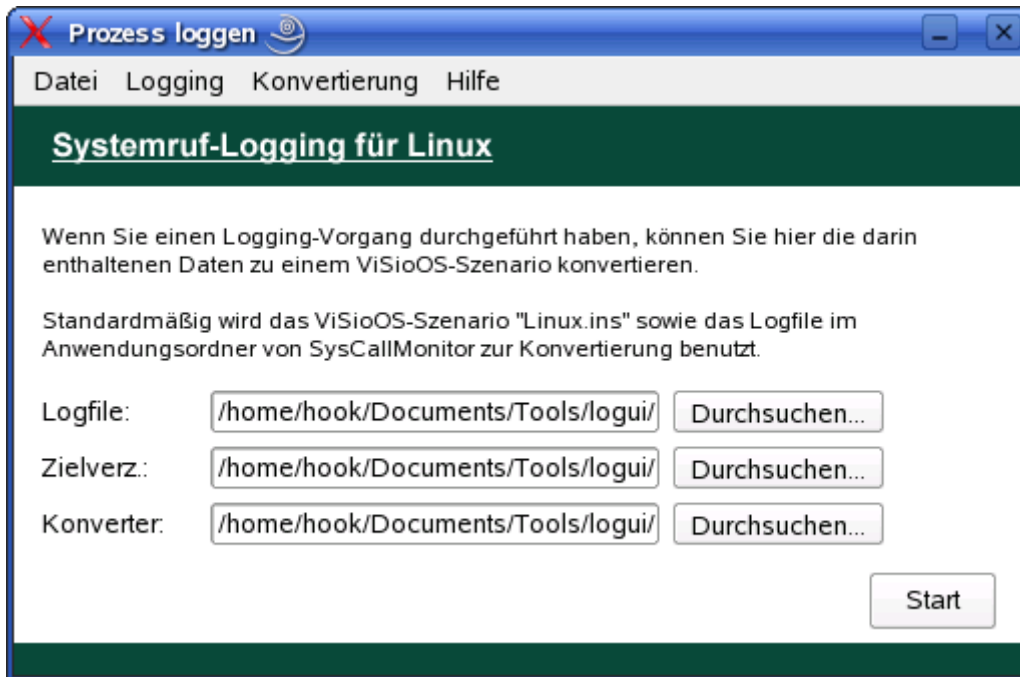 Prozess loggen
Datei Logging Konvertierung Hilfe
Systemruf-Logging für Linux
Wenn Sie einen Logging-Vorgang durchgeführt haben, können Sie hier die darin
enthaltenen Daten zu einem ViSioOS-Szenario konvertieren.
Standardmäßig wird das ViSioOS-Szenario "Linux.ins" sowie das Logfile im
Anwendungsordner von SysCallMonitor zur Konvertierung benutzt.
Logfile: /home/hook/Documents/Tools/logui/ Durchsuchen...
Zielverz.: /home/hook/Documents/Tools/logui/ Durchsuchen...
Konverter: /home/hook/Documents/Tools/logui/ Durchsuchen...
Start